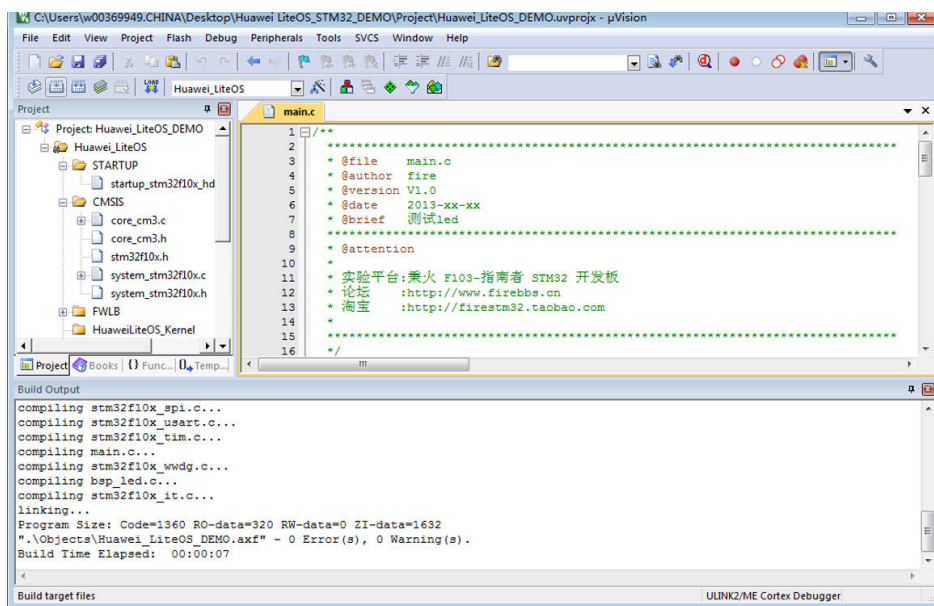 C:\Users\w00369949.CHINA\Desktop\Huawei LiteOS_STM32_DEMO\Project\Huawei_LiteOS_DEMO.uvprojx - µVision
File Edit View Project Flash Debug Peripherals Tools SVCS Window Help
LOAD Huawei_LiteOS
Project
main.c
Project: Huawei_LiteOS_DEMO
Huawei_LiteOS
STARTUP
startup_stm32f10x_hd
CMSIS
core_cm3.c
core_cm3.h
stm32f10x.h
system_stm32f10x.c
system_stm32f10x.h
FWLB
HuaweiLiteOS_Kernel
Project Books {} Func... Temp...
1 /**
2 ******************************************************************************
3 * @file main.c
4 * @author fire
5 * @version V1.0
6 * @date 2013-xx-xx
7 * @brief 测试led
8 ******************************************************************************
9 * @attention
10 *
11 * 实验平台:秉火 F103-指南者 STM32 开发板
12 * 论坛 :http://www.firebbs.cn
13 * 淘宝 :http://firestm32.taobao.com
14 *
15 ******************************************************************************
16 */
Build Output
compiling stm32f10x_spi.c...
compiling stm32f10x_usart.c...
compiling stm32f10x_tim.c...
compiling main.c...
compiling stm32f10x_wwdg.c...
compiling bsp_led.c...
compiling stm32f10x_it.c...
linking...
Program Size: Code=1360 RO-data=320 RW-data=0 ZI-data=1632
".\Objects\Huawei_LiteOS_DEMO.axf" - 0 Error(s), 0 Warning(s).
Build Time Elapsed: 00:00:07
Build target files
ULINK2/ME Cortex Debugger